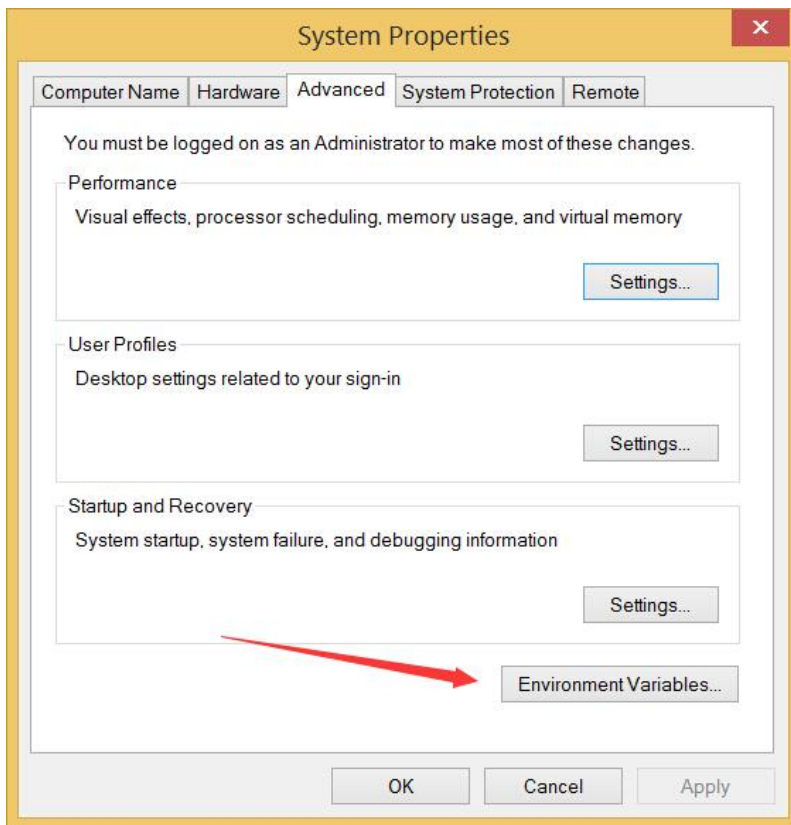 System Properties
Computer Name Hardware Advanced System Protection Remote
You must be logged on as an Administrator to make most of these changes.
Performance
Visual effects, processor scheduling, memory usage, and virtual memory
Settings...
User Profiles
Desktop settings related to your sign-in
Settings...
Startup and Recovery
System startup, system failure, and debugging information
Settings...
Environment Variables...
OK Cancel Apply